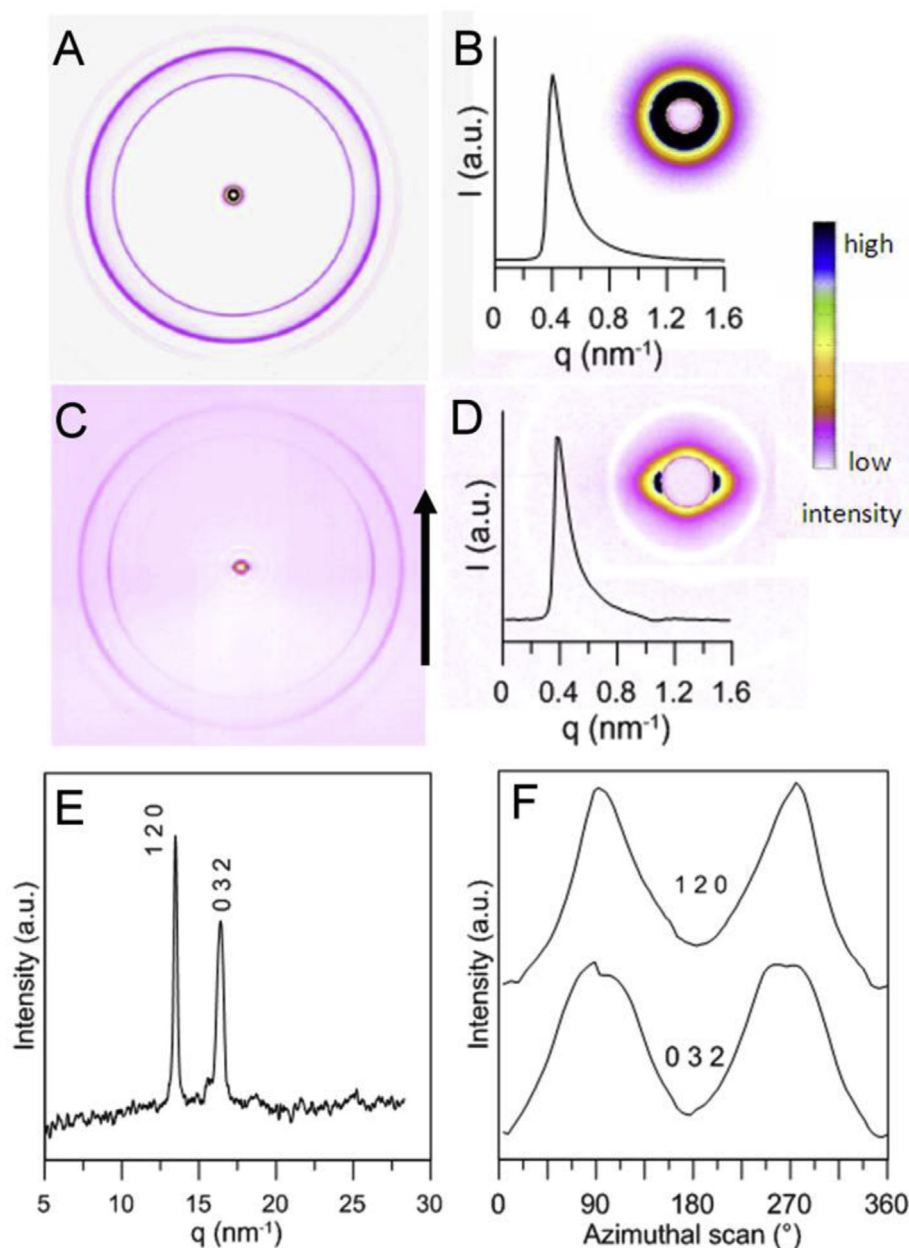 A
B
I (a.u.)
0 0.4 0.8 1.2 1.6
q (nm⁻¹)
high
low
intensity
C
D
I (a.u.)
0 0.4 0.8 1.2 1.6
q (nm⁻¹)
E
1 2 0
0 3 2
Intensity (a.u.)
5 10 15 20 25 30
q (nm⁻¹)
F
1 2 0
0 3 2
Intensity (a.u.)
0 90 180 270 360
Azimuthal scan (°)